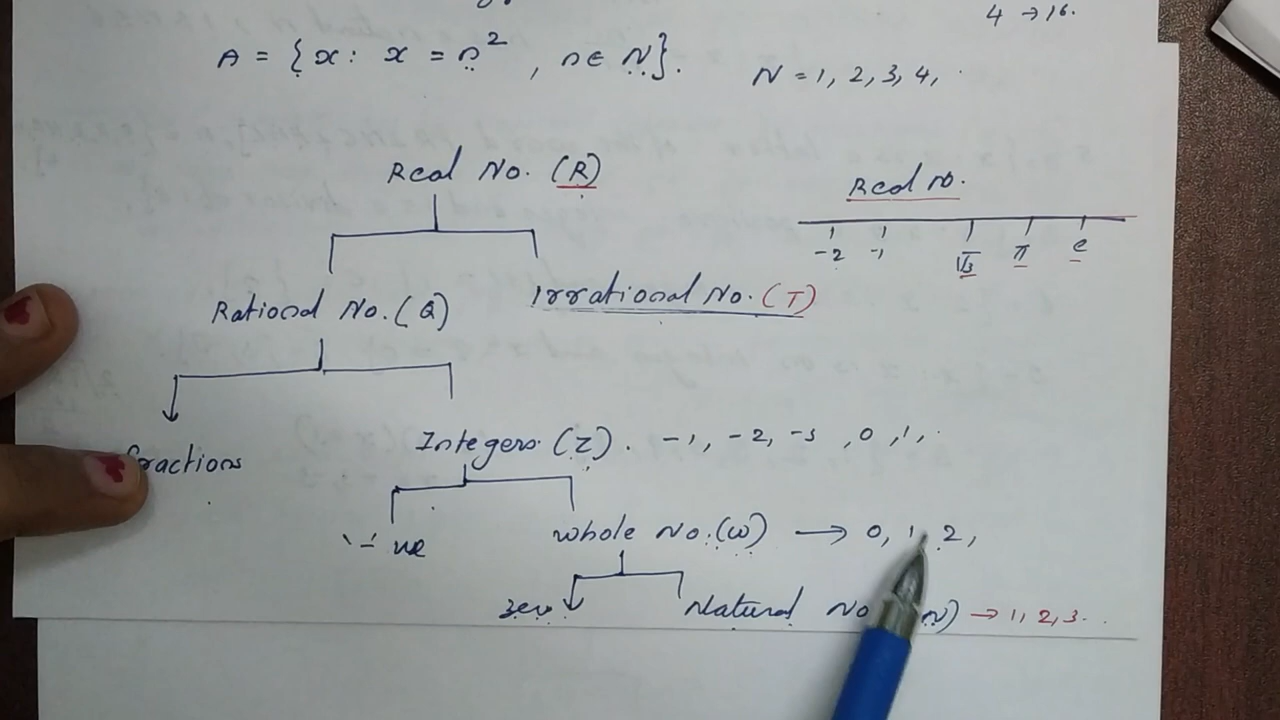 4 → 16.
A = {x: x = n², n ∈ N}. N = 1, 2, 3, 4,
Real No. (R)
Real no.
-2 -1 √3 π e
Rational No. (Q)
Irrational No. (T)
fractions
Integers (Z). -1, -2, -3, 0, 1,
'-' ve
Whole No. (W) → 0, 1, 2,
zero
Natural No (N) → 1, 2, 3..